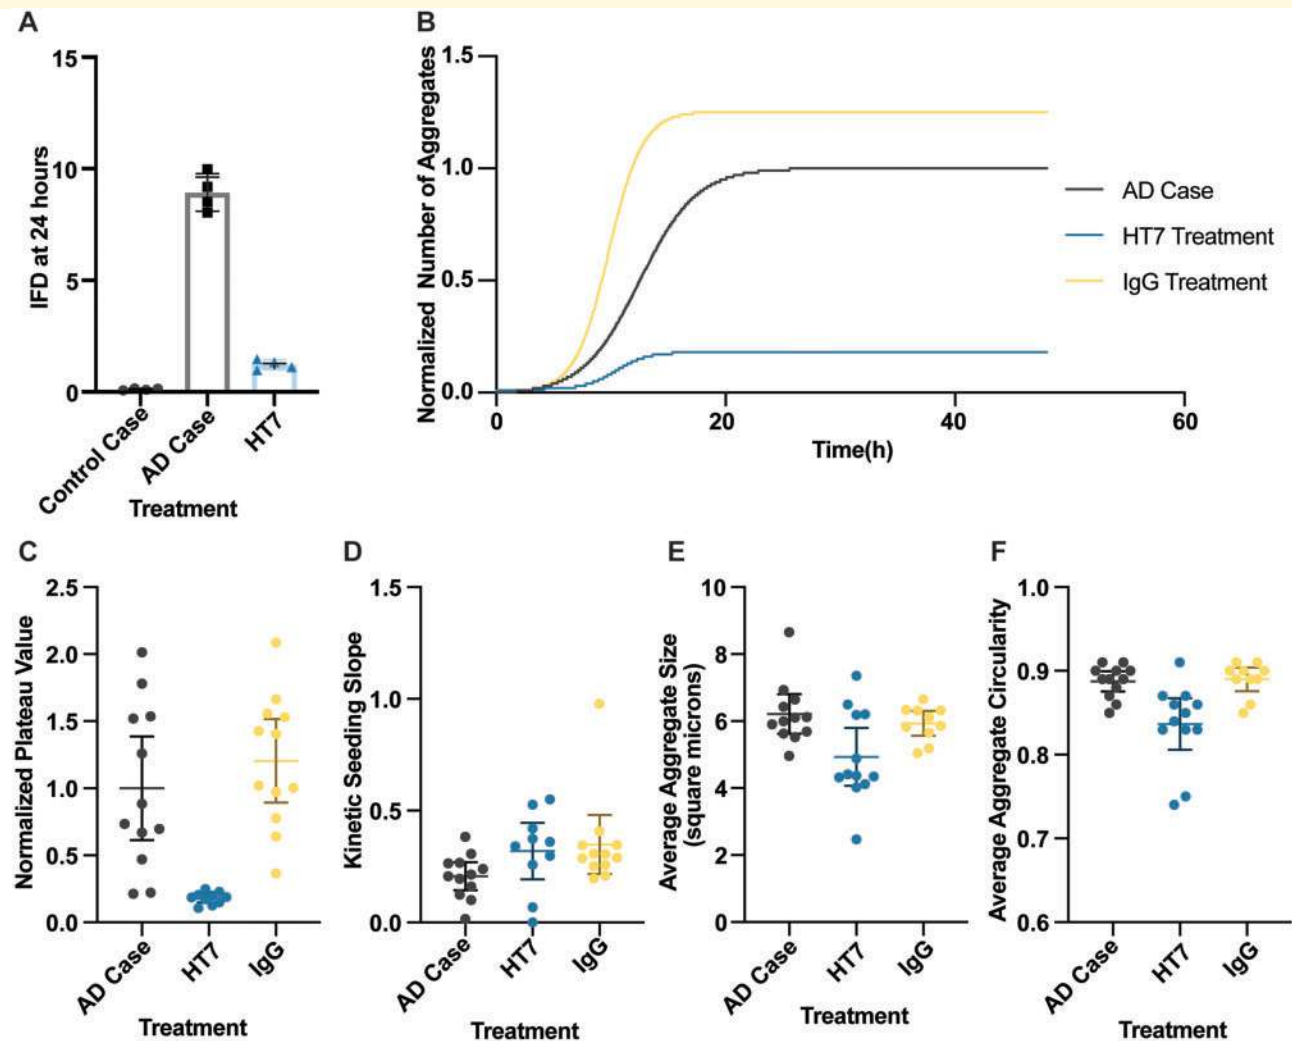 A
IFD at 24 hours
15
10
5
0
Control Case
AD Case
HT7
Treatment
B
Normalized Number of Aggregates
1.5
1.0
0.5
0.0
0
20
40
60
Time(h)
AD Case
HT7 Treatment
IgG Treatment
C
Normalized Plateau Value
2.5
2.0
1.5
1.0
0.5
0.0
AD Case
HT7
IgG
Treatment
D
Kinetic Seeding Slope
1.5
1.0
0.5
0.0
AD Case
HT7
IgG
Treatment
E
Average Aggregate Size
(square microns)
10
8
6
4
2
0
AD Case
HT7
IgG
Treatment
F
Average Aggregate Circularity
1.0
0.9
0.8
0.7
0.6
AD Case
HT7
IgG
Treatment